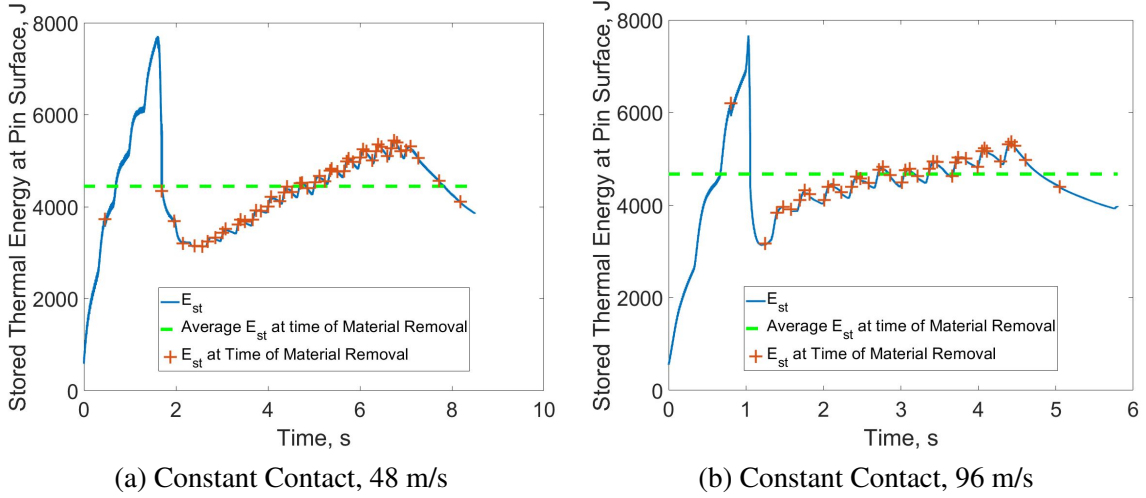 Stored Thermal Energy at Pin Surface, J
8000
6000
4000
2000
0
0 2 4 6 8 10
Time, s
E_st
Average E_st at time of Material Removal
E_st at Time of Material Removal
(a) Constant Contact, 48 m/s
Stored Thermal Energy at Pin Surface, J
8000
6000
4000
2000
0
0 1 2 3 4 5 6
Time, s
E_st
Average E_st at time of Material Removal
E_st at Time of Material Removal
(b) Constant Contact, 96 m/s